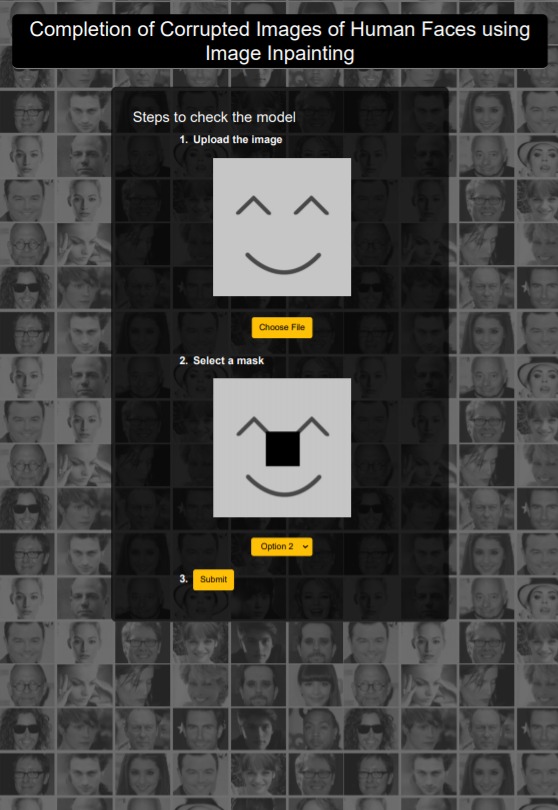 Completion of Corrupted Images of Human Faces using
Image Inpainting
Steps to check the model
1. Upload the image
Choose File
2. Select a mask
Option 2
3. Submit